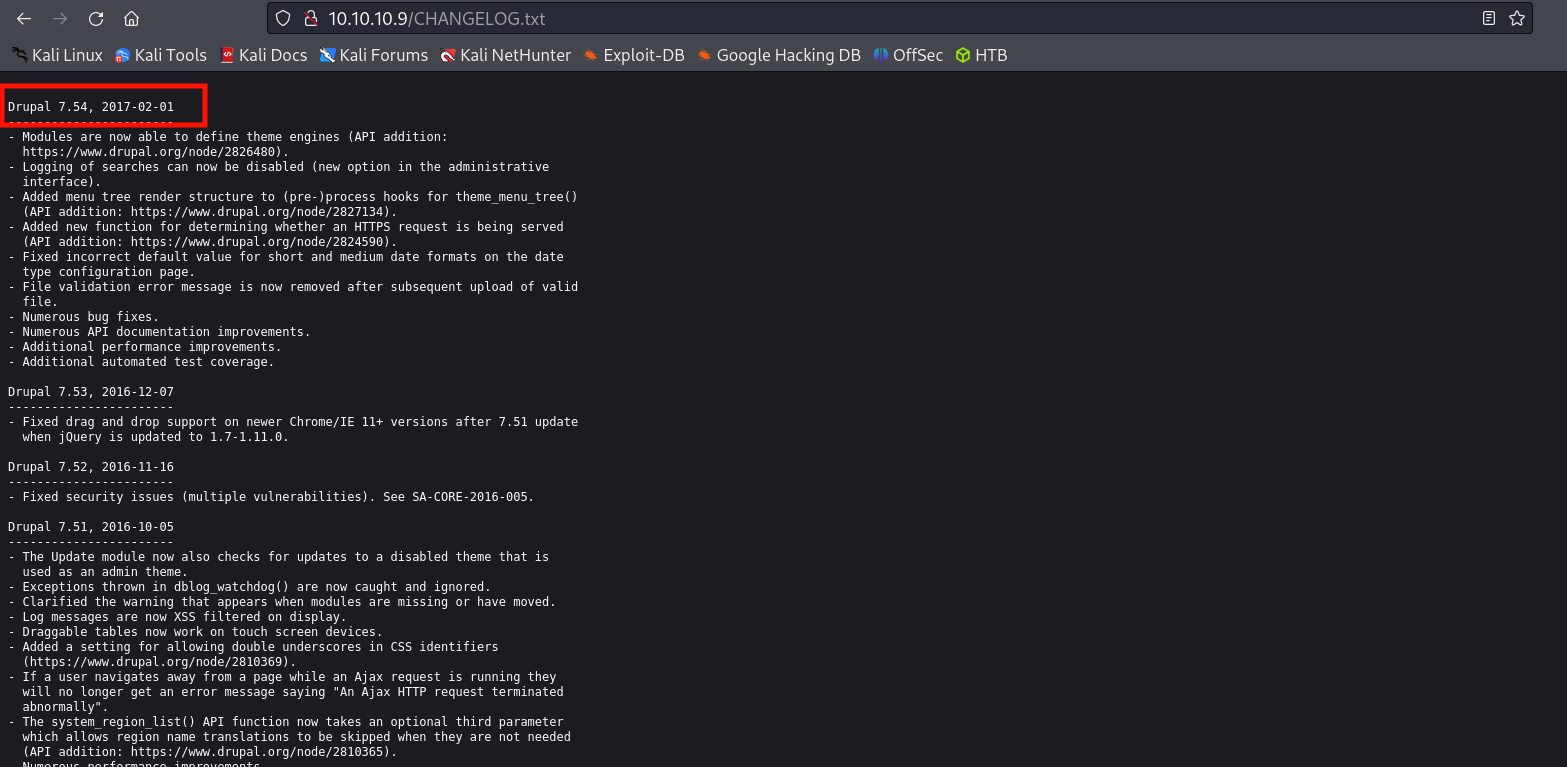 10.10.10.9/CHANGELOG.txt
Kali Linux Kali Tools Kali Docs Kali Forums Kali NetHunter Exploit-DB Google Hacking DB OffSec HTB
Drupal 7.54, 2017-02-01
-----------------------
- Modules are now able to define theme engines (API addition:
  https://www.drupal.org/node/2826480).
- Logging of searches can now be disabled (new option in the administrative
  interface).
- Added menu tree render structure to (pre-)process hooks for theme_menu_tree()
  (API addition: https://www.drupal.org/node/2827134).
- Added new function for determining whether an HTTPS request is being served
  (API addition: https://www.drupal.org/node/2824590).
- Fixed incorrect default value for short and medium date formats on the date
  type configuration page.
- File validation error message is now removed after subsequent upload of valid
  file.
- Numerous bug fixes.
- Numerous API documentation improvements.
- Additional performance improvements.
- Additional automated test coverage.
Drupal 7.53, 2016-12-07
-----------------------
- Fixed drag and drop support on newer Chrome/IE 11+ versions after 7.51 update
  when jQuery is updated to 1.7-1.11.0.
Drupal 7.52, 2016-11-16
-----------------------
- Fixed security issues (multiple vulnerabilities). See SA-CORE-2016-005.
Drupal 7.51, 2016-10-05
-----------------------
- The Update module now also checks for updates to a disabled theme that is
  used as an admin theme.
- Exceptions thrown in dblog_watchdog() are now caught and ignored.
- Clarified the warning that appears when modules are missing or have moved.
- Log messages are now XSS filtered on display.
- Draggable tables now work on touch screen devices.
- Added a setting for allowing double underscores in CSS identifiers
  (https://www.drupal.org/node/2810369).
- If a user navigates away from a page while an Ajax request is running they
  will no longer get an error message saying "An Ajax HTTP request terminated
  abnormally".
- The system_region_list() API function now takes an optional third parameter
  which allows region name translations to be skipped when they are not needed
  (API addition: https://www.drupal.org/node/2810365).
- Numerous performance improvements.